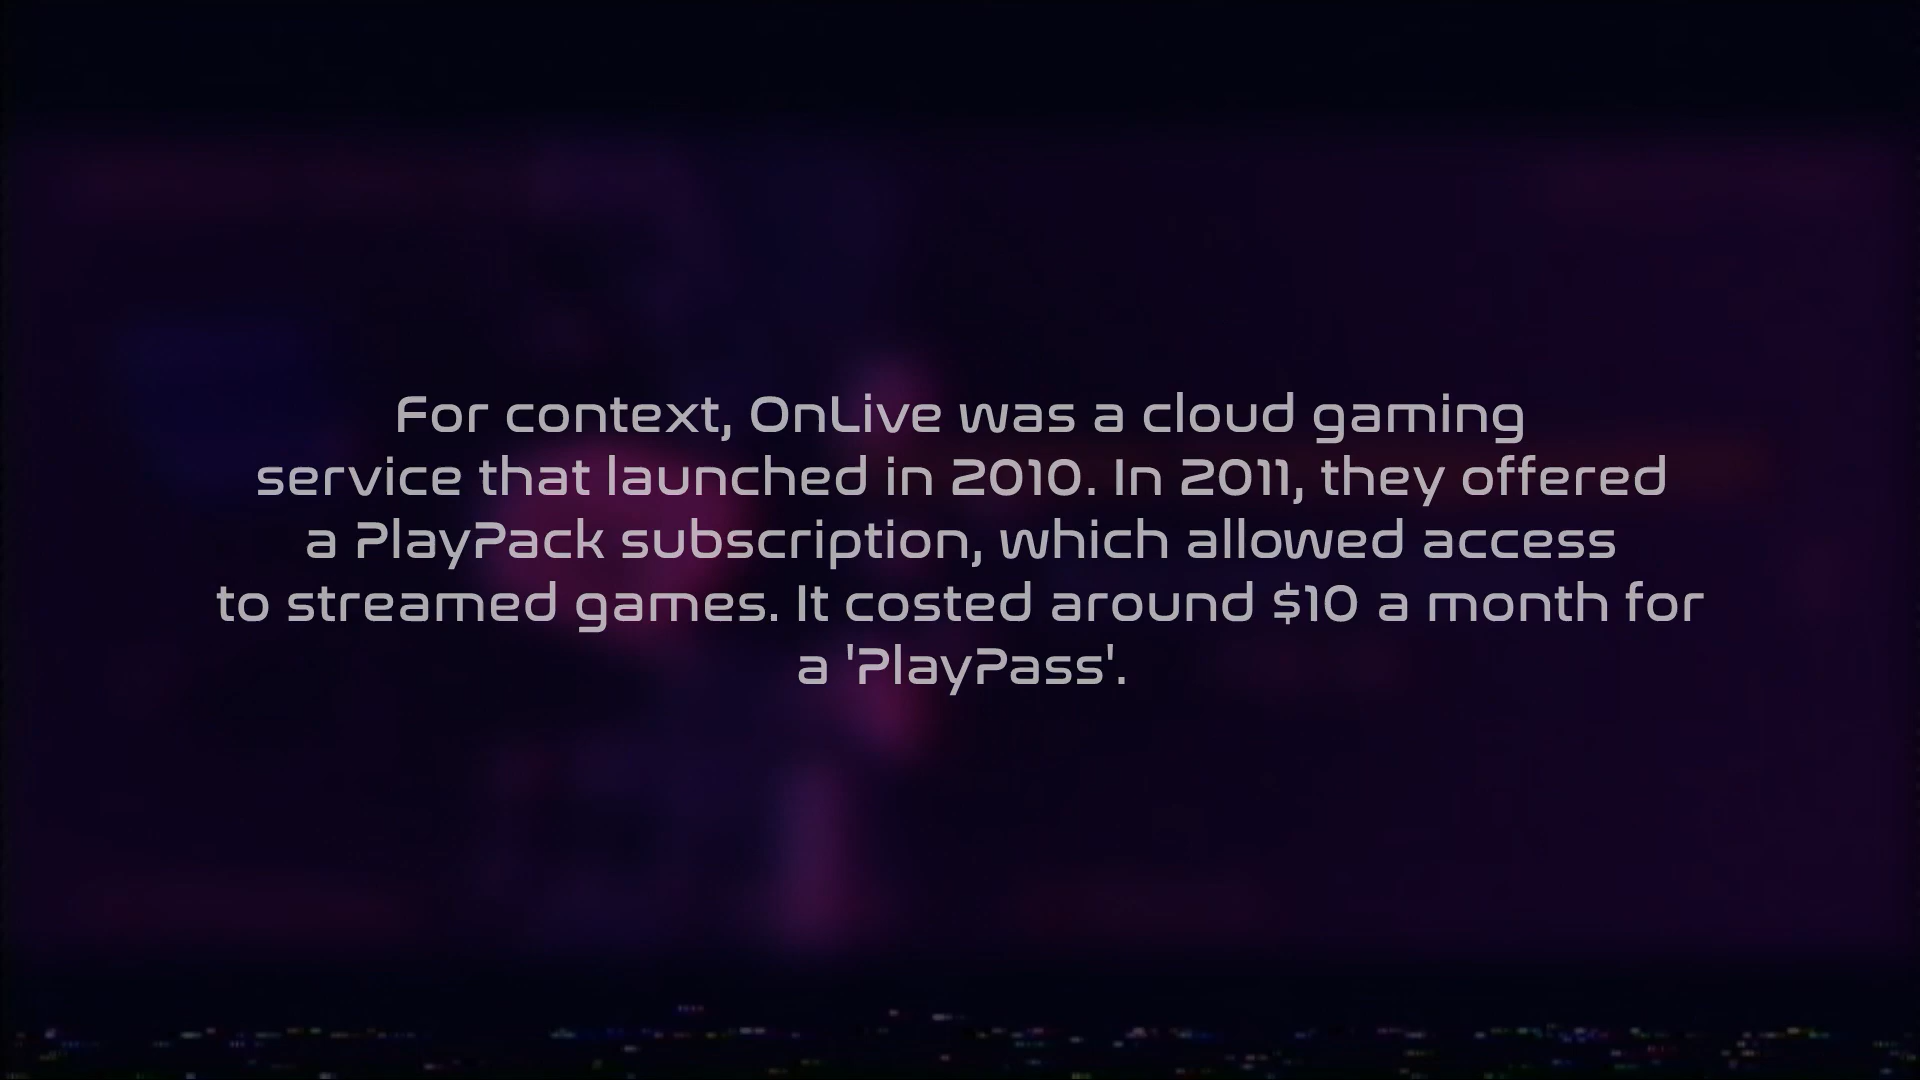 For context, OnLive was a cloud gaming
service that launched in 2010. In 2011, they offered
a PlayPack subscription, which allowed access
to streamed games. It costed around $10 a month for
a 'PlayPass'.